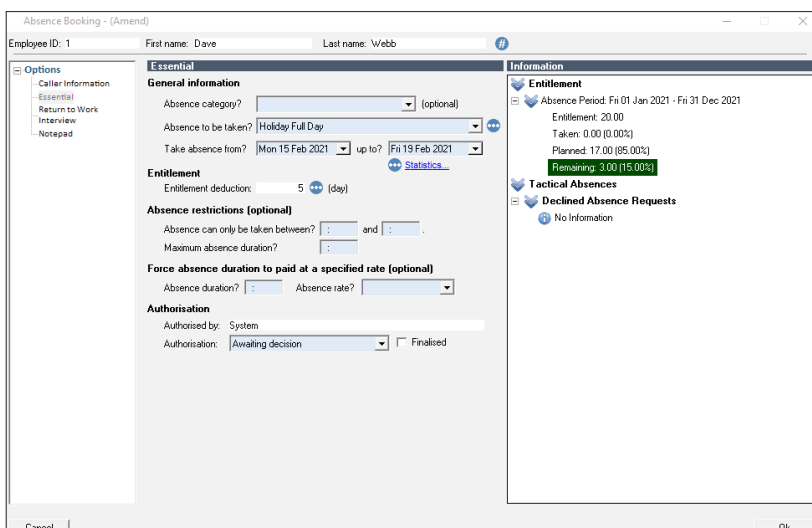 Absence Booking - (Amend)
Employee ID: 1 First name: Dave Last name: Webb #
Options
Caller Information
Essential
Return to Work
Interview
Notepad
Essential
General information
Absence category? (optional)
Absence to be taken? Holiday Full Day
Take absence from? Mon 15 Feb 2021 up to? Fri 19 Feb 2021
Statistics...
Entitlement
Entitlement deduction: 5 (day)
Absence restrictions (optional)
Absence can only be taken between? : and : .
Maximum absence duration? :
Force absence duration to paid at a specified rate (optional)
Absence duration? : Absence rate?
Authorisation
Authorised by: System
Authorisation: Awaiting decision Finalised
Information
Entitlement
Absence Period: Fri 01 Jan 2021 - Fri 31 Dec 2021
Entitlement: 20.00
Taken: 0.00 (0.00%)
Planned: 17.00 (85.00%)
Remaining: 3.00 (15.00%)
Tactical Absences
Declined Absence Requests
No Information
Cancel Ok